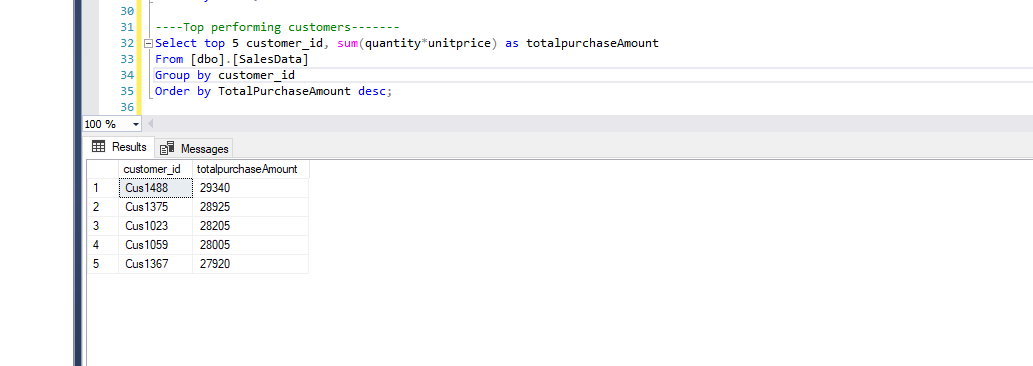 30
31 ----Top performing customers-------
32 Select top 5 customer_id, sum(quantity*unitprice) as totalpurchaseAmount
33 From [dbo].[SalesData]
34 Group by customer_id
35 Order by TotalPurchaseAmount desc;
36
100 %
Results Messages
customer_id totalpurchaseAmount
1 Cus1488 29340
2 Cus1375 28925
3 Cus1023 28205
4 Cus1059 28005
5 Cus1367 27920